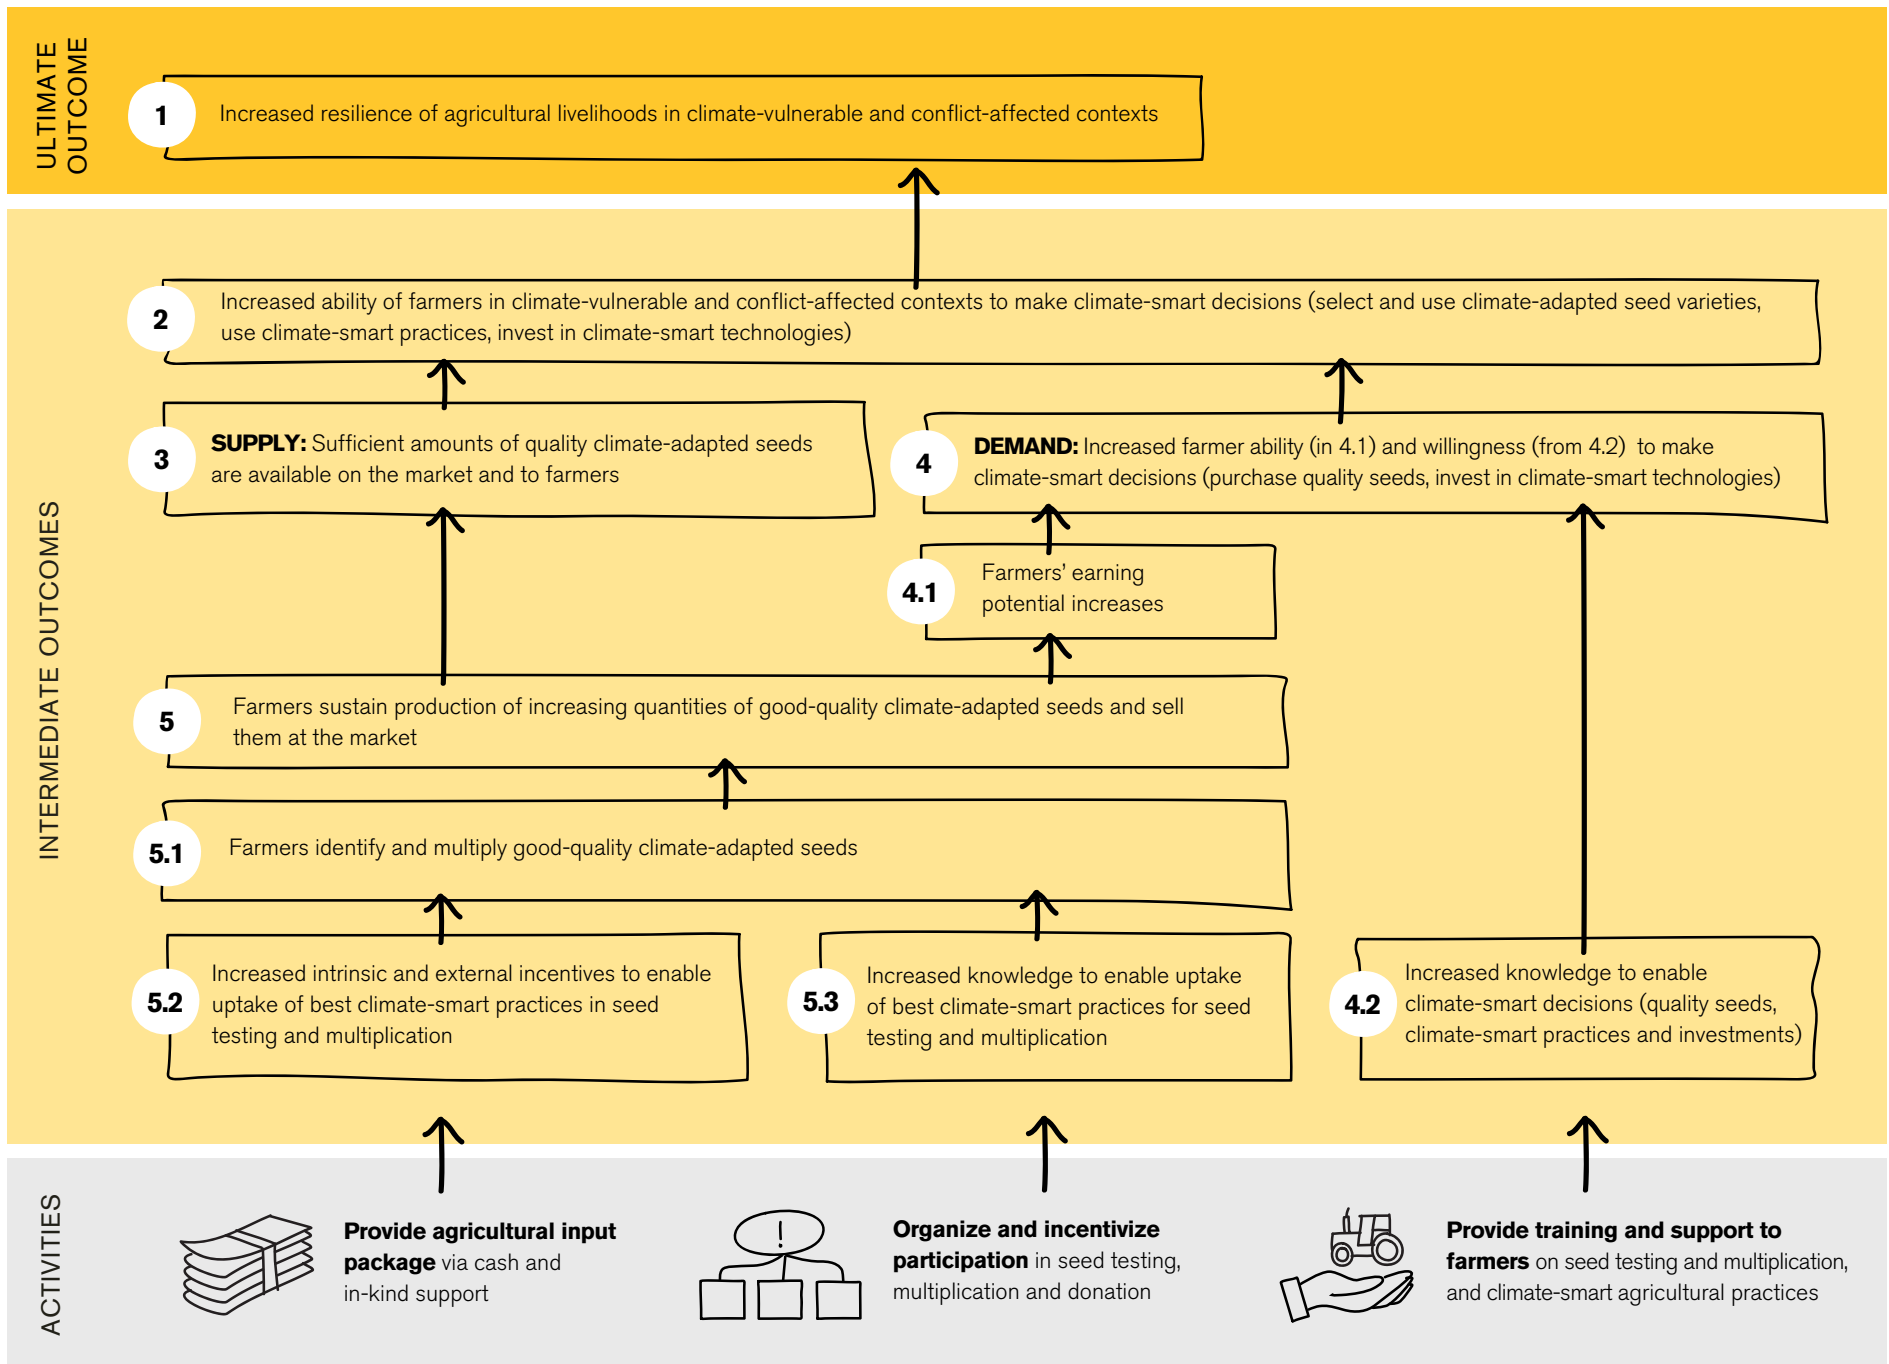 ULTIMATE
OUTCOME
1
Increased resilience of agricultural livelihoods in climate-vulnerable and conflict-affected contexts
INTERMEDIATE OUTCOMES
2
Increased ability of farmers in climate-vulnerable and conflict-affected contexts to make climate-smart decisions (select and use climate-adapted seed varieties,
use climate-smart practices, invest in climate-smart technologies)
3
SUPPLY: Sufficient amounts of quality climate-adapted seeds
are available on the market and to farmers
4
DEMAND: Increased farmer ability (in 4.1) and willingness (from 4.2) to make
climate-smart decisions (purchase quality seeds, invest in climate-smart technologies)
4.1
Farmers’ earning
potential increases
5
Farmers sustain production of increasing quantities of good-quality climate-adapted seeds and sell
them at the market
5.1
Farmers identify and multiply good-quality climate-adapted seeds
5.2
Increased intrinsic and external incentives to enable
uptake of best climate-smart practices in seed
testing and multiplication
5.3
Increased knowledge to enable uptake
of best climate-smart practices for seed
testing and multiplication
4.2
Increased knowledge to enable
climate-smart decisions (quality seeds,
climate-smart practices and investments)
ACTIVITIES
Provide agricultural input
package via cash and
in-kind support
!
Organize and incentivize
participation in seed testing,
multiplication and donation
Provide training and support to
farmers on seed testing and multiplication,
and climate-smart agricultural practices